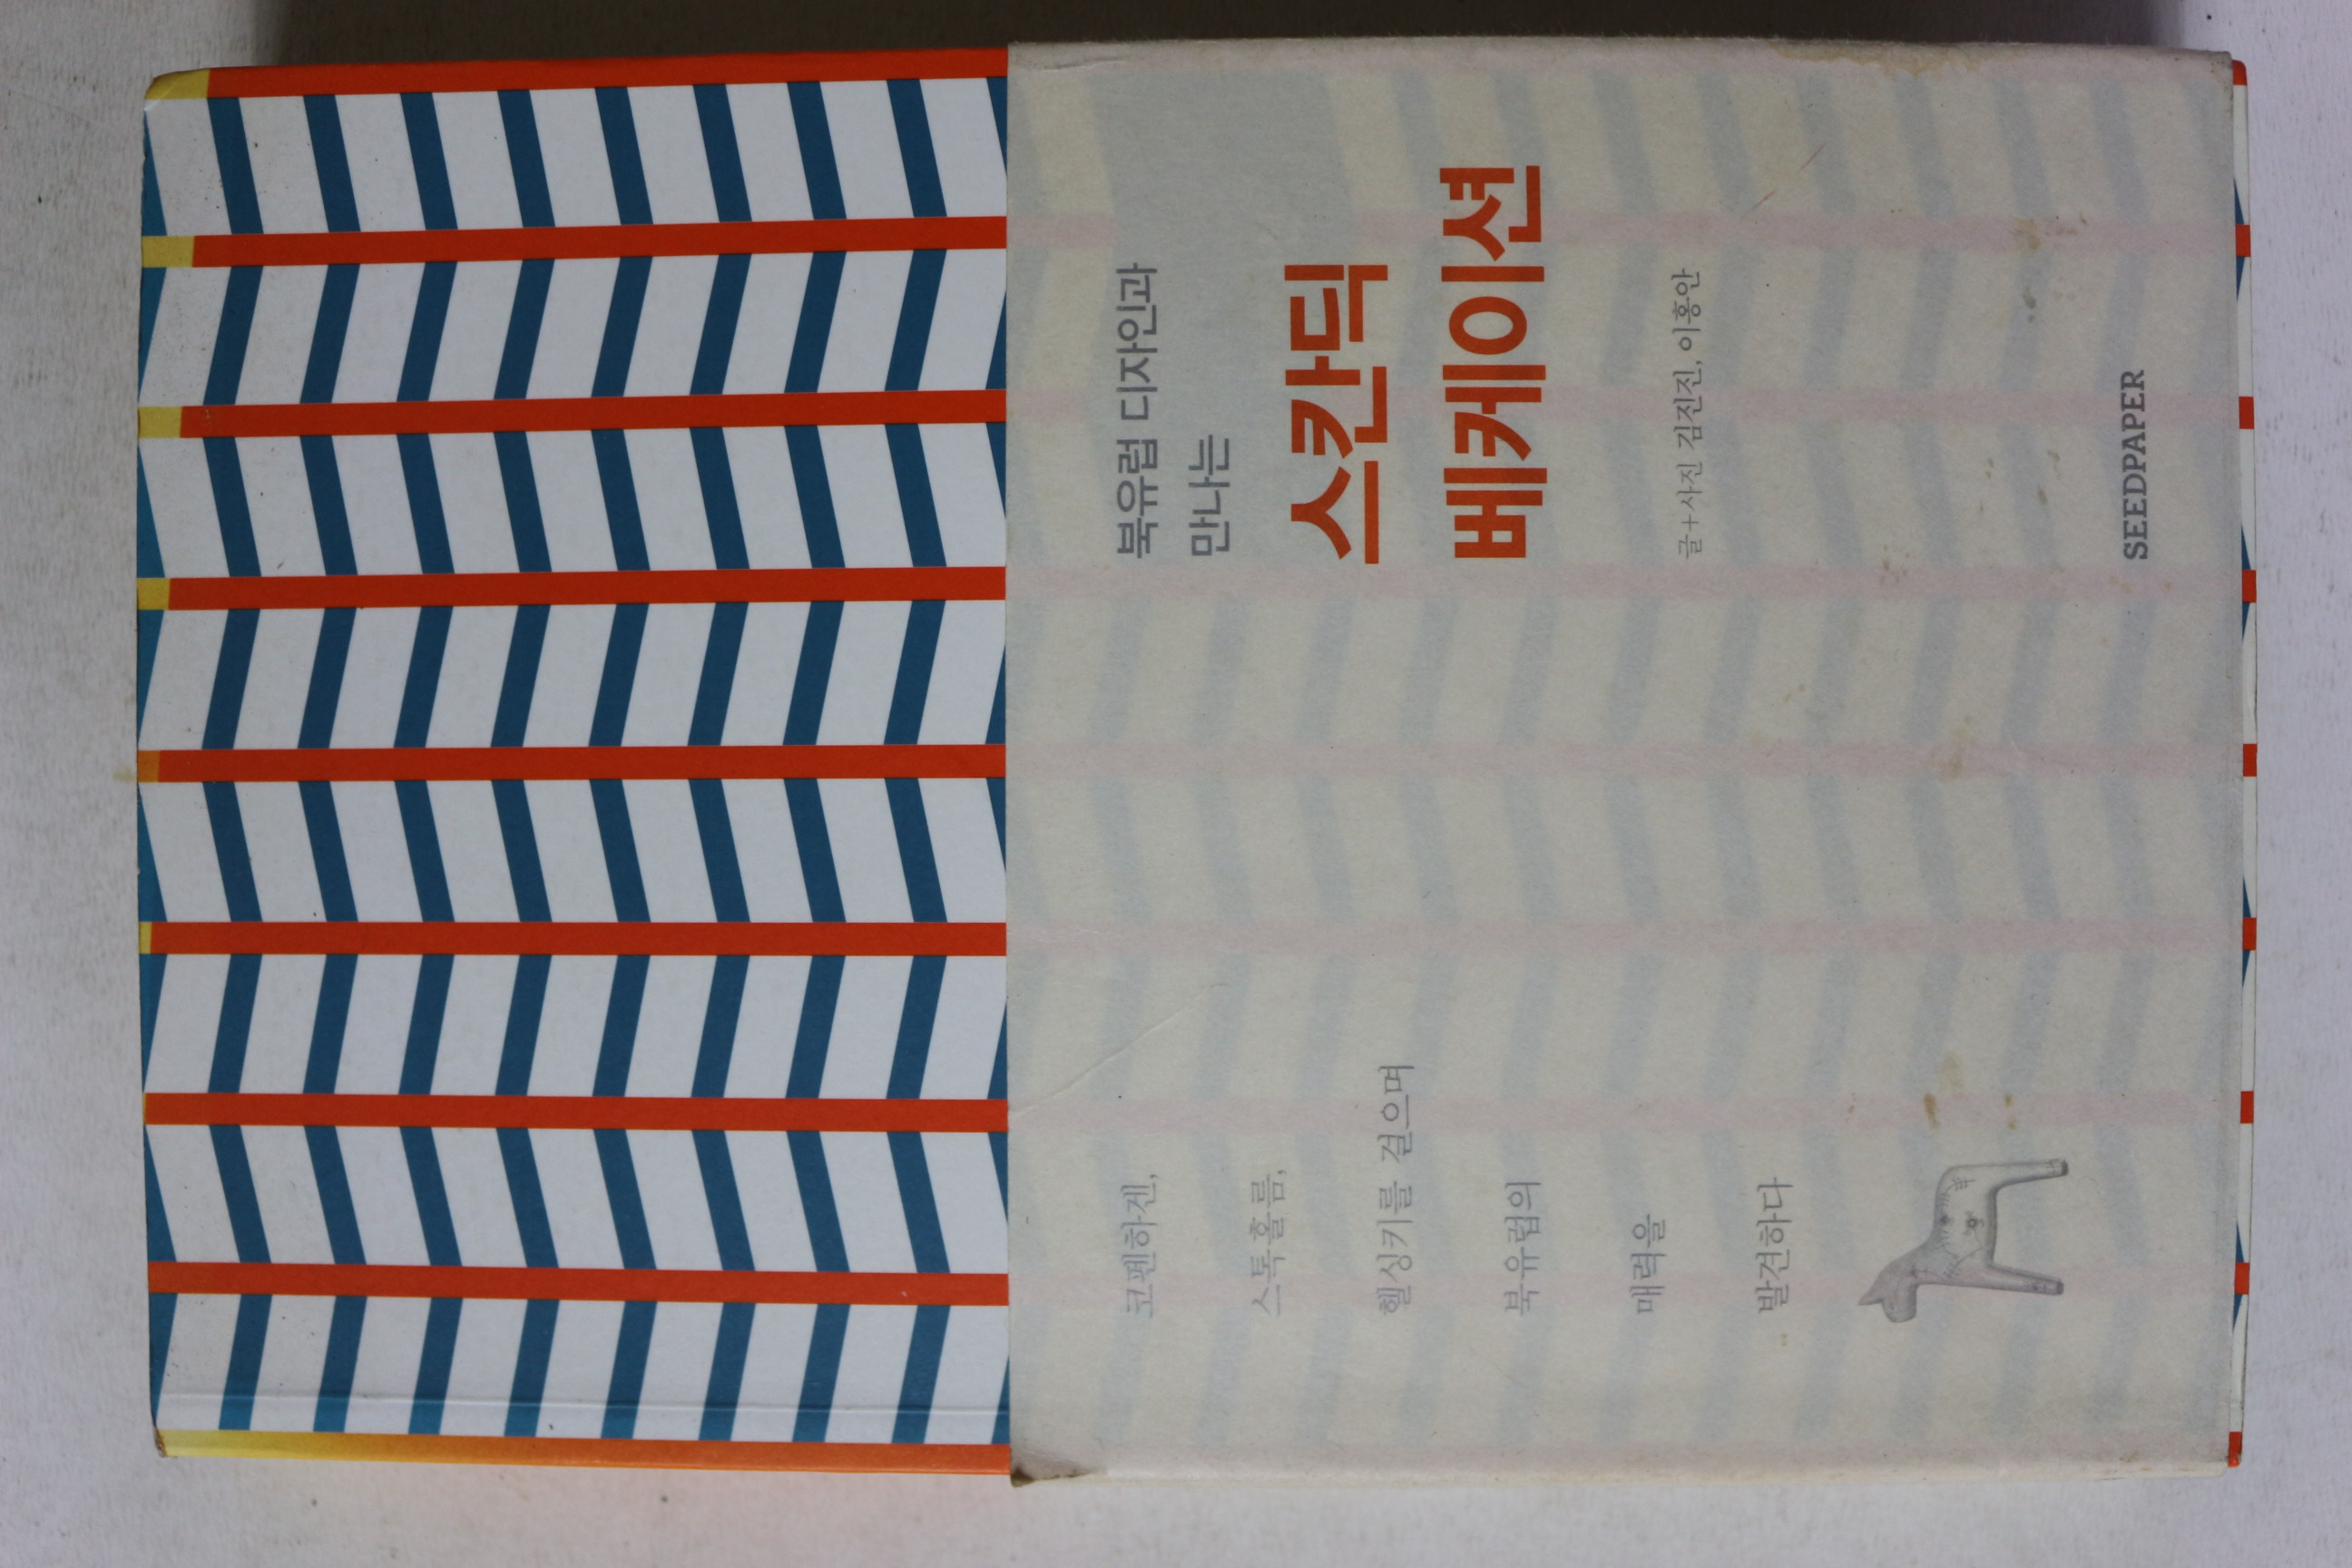 북유럽 디자인과
만나는
스칸딕
베케이션
글+사진 김진진, 이홍안
코펜하겐,
스톡홀름,
헬싱키를 걸으며
북유럽의
매력을
발견하다
SEEDPAPER